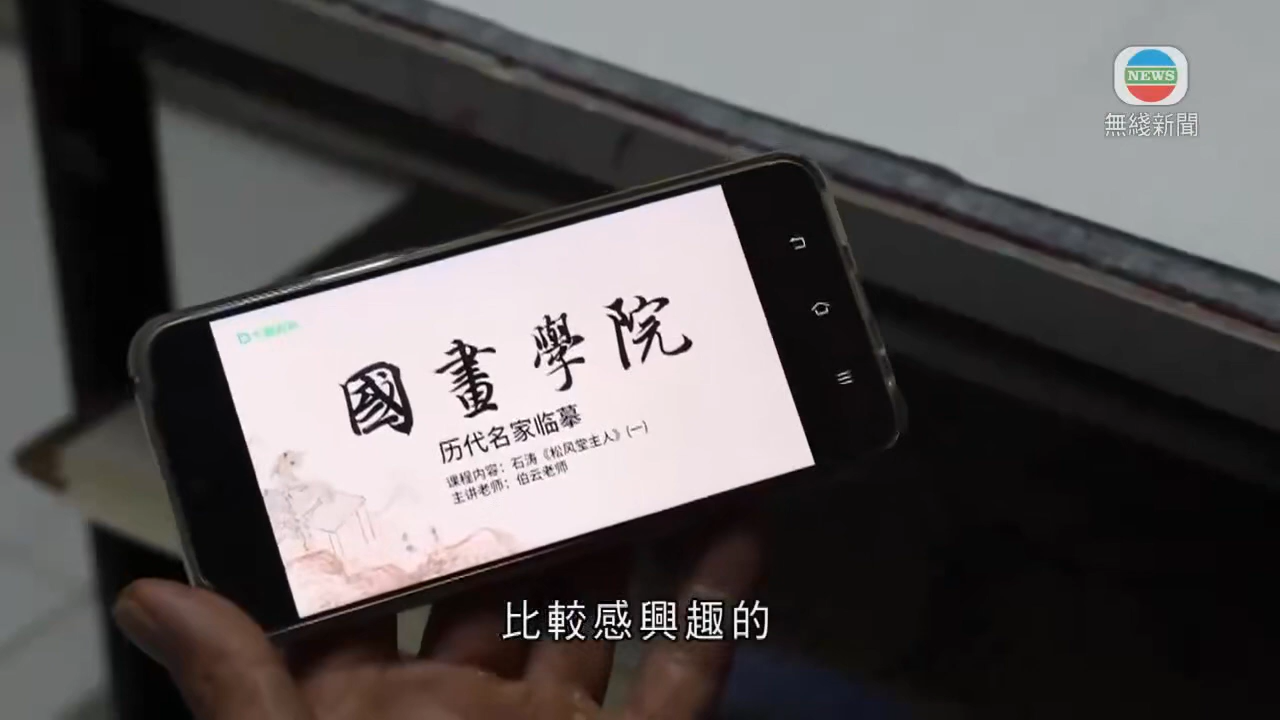 NEWS
無綫新聞
國畫學院
历代名家临摹
课程内容：石涛《松风堂主人》(一)
主讲老师：伯云老师
比較感興趣的